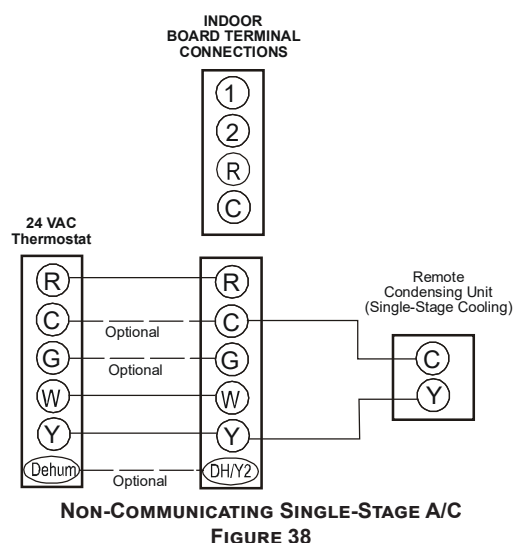 INDOOR
BOARD TERMINAL
CONNECTIONS
1
2
R
C
24 VAC
Thermostat
R
C
G
W
Y
Dehum
Optional
Optional
Optional
R
C
G
W
Y
DH/Y2
Remote
Condensing Unit
(Single-Stage Cooling)
C
Y
NON-COMMUNICATING SINGLE-STAGE A/C
FIGURE 38